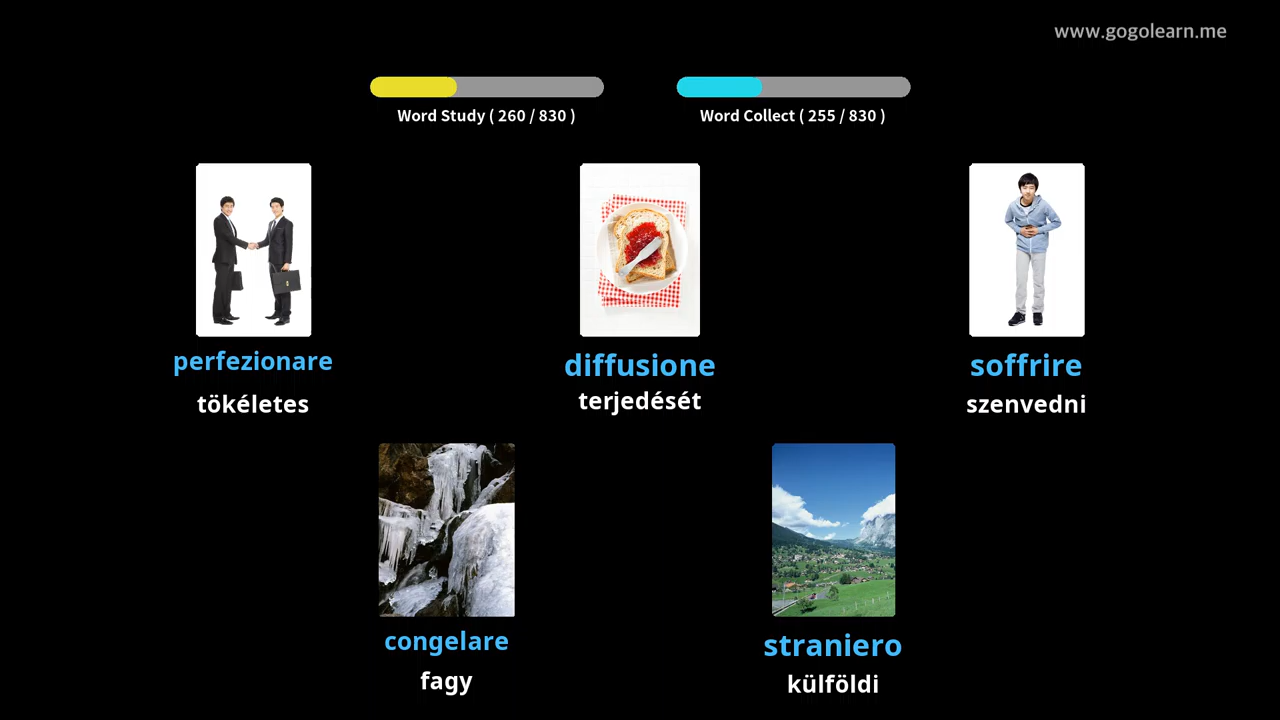 www.gogolearn.me
Word Study ( 260 / 830 )
Word Collect ( 255 / 830 )
perfezionare
tökéletes
diffusione
terjedését
soffrire
szenvedni
congelare
fagy
straniero
külföldi